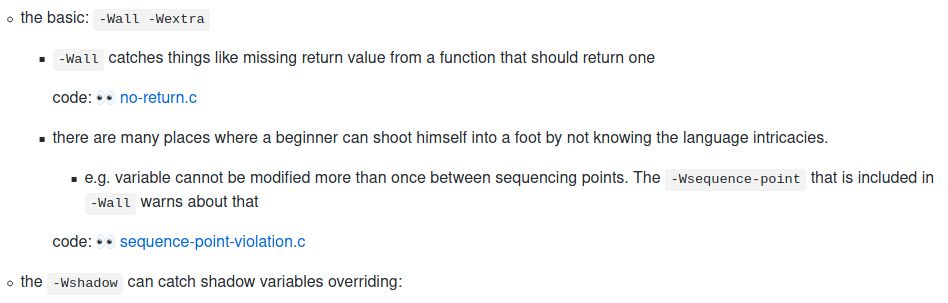 the basic: -Wall -Wextra
-Wall catches things like missing return value from a function that should return one
code: 👀 no-return.c
there are many places where a beginner can shoot himself into a foot by not knowing the language intricacies.
e.g. variable cannot be modified more than once between sequencing points. The -Wsequence-point that is included in
-Wall warns about that
code: 👀 sequence-point-violation.c
the -Wshadow can catch shadow variables overriding: